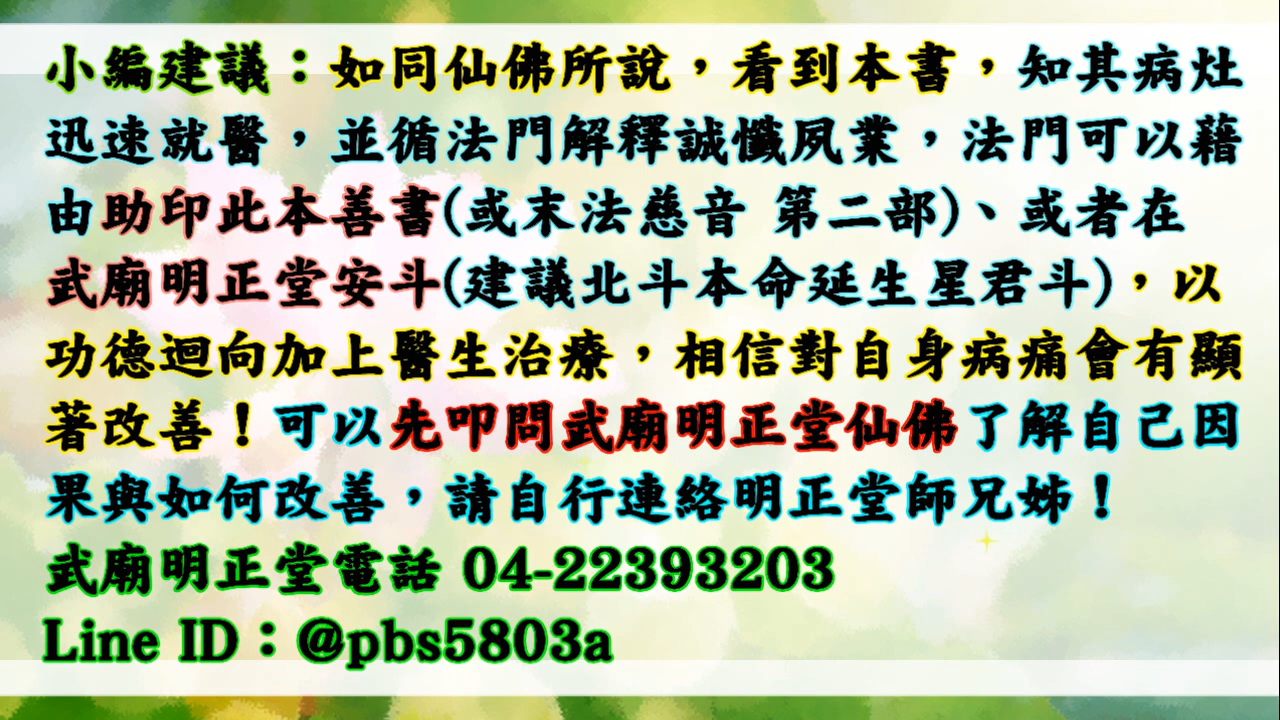 小編建議：如同仙佛所說，看到本書，知其病灶
迅速就醫，並循法門解釋誠懺夙業，法門可以藉
由助印此本善書(或末法慈音 第二部)、或者在
武廟明正堂安斗(建議北斗本命延生星君斗)，以
功德迴向加上醫生治療，相信對自身病痛會有顯
著改善！可以先叩問武廟明正堂仙佛了解自己因
果與如何改善，請自行連絡明正堂師兄姊！
武廟明正堂電話 04-22393203
Line ID：@pbs5803a